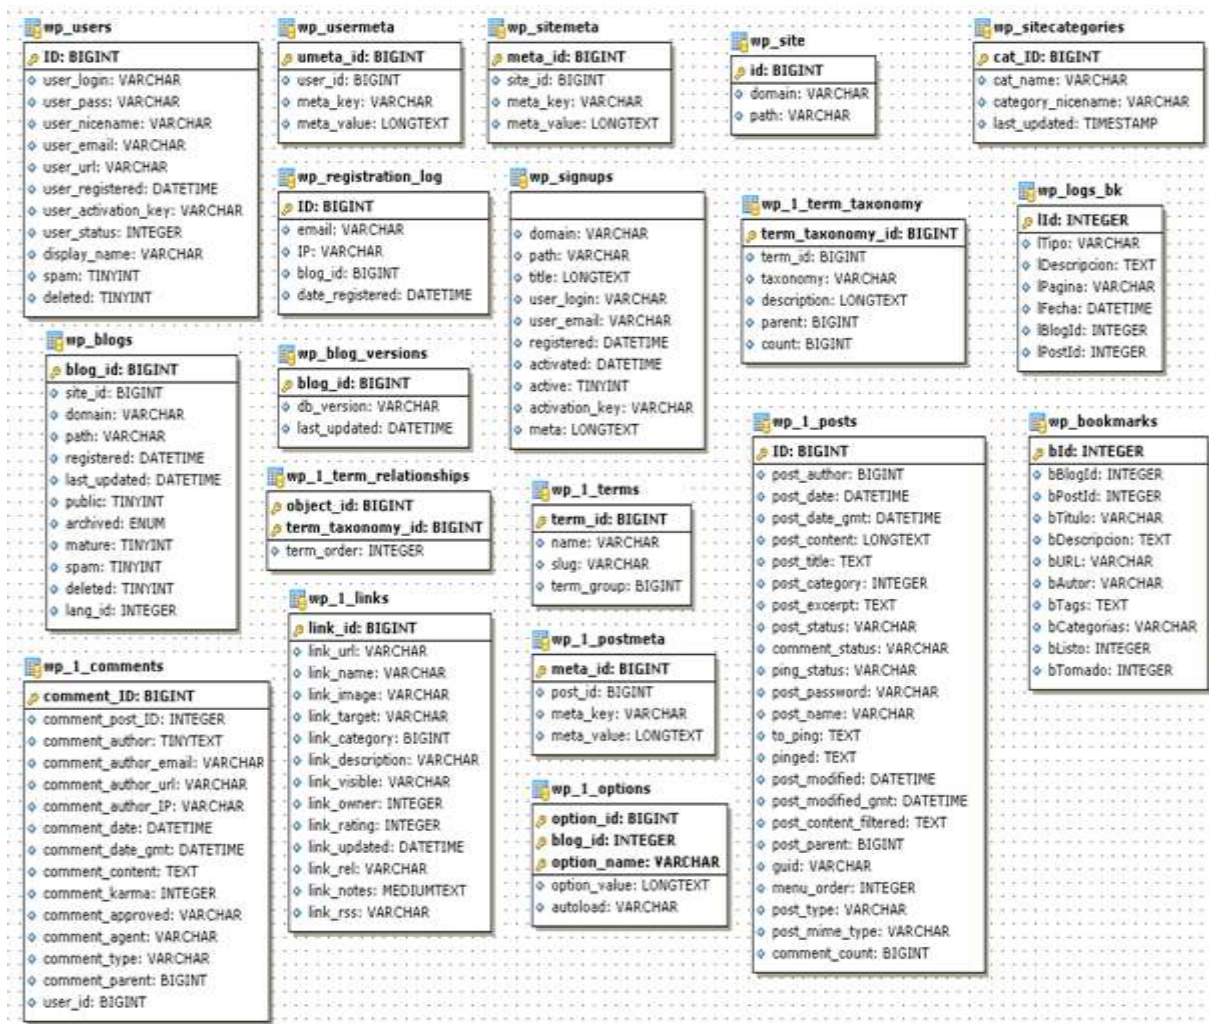 wp_users
ID: BIGINT
user_login: VARCHAR
user_pass: VARCHAR
user_nicename: VARCHAR
user_email: VARCHAR
user_url: VARCHAR
user_registered: DATETIME
user_activation_key: VARCHAR
user_status: INTEGER
display_name: VARCHAR
spam: TINYINT
deleted: TINYINT
wp_usermeta
umeta_id: BIGINT
user_id: BIGINT
meta_key: VARCHAR
meta_value: LONGTEXT
wp_sitemeta
meta_id: BIGINT
site_id: BIGINT
meta_key: VARCHAR
meta_value: LONGTEXT
wp_site
id: BIGINT
domain: VARCHAR
path: VARCHAR
wp_sitecategories
cat_ID: BIGINT
cat_name: VARCHAR
category_nicename: VARCHAR
last_updated: TIMESTAMP
wp_registration_log
ID: BIGINT
email: VARCHAR
IP: VARCHAR
blog_id: BIGINT
date_registered: DATETIME
wp_signups
domain: VARCHAR
path: VARCHAR
title: LONGTEXT
user_login: VARCHAR
user_email: VARCHAR
registered: DATETIME
activated: DATETIME
active: TINYINT
activation_key: VARCHAR
meta: LONGTEXT
wp_1_term_taxonomy
term_taxonomy_id: BIGINT
term_id: BIGINT
taxonomy: VARCHAR
description: LONGTEXT
parent: BIGINT
count: BIGINT
wp_logs_bk
lId: INTEGER
lTipo: VARCHAR
lDescripcion: TEXT
lPagina: VARCHAR
lFecha: DATETIME
lBlogId: INTEGER
lPostId: INTEGER
wp_blogs
blog_id: BIGINT
site_id: BIGINT
domain: VARCHAR
path: VARCHAR
registered: DATETIME
last_updated: DATETIME
public: TINYINT
archived: ENUM
mature: TINYINT
spam: TINYINT
deleted: TINYINT
lang_id: INTEGER
wp_blog_versions
blog_id: BIGINT
db_version: VARCHAR
last_updated: DATETIME
wp_1_term_relationships
object_id: BIGINT
term_taxonomy_id: BIGINT
term_order: INTEGER
wp_1_terms
term_id: BIGINT
name: VARCHAR
slug: VARCHAR
term_group: BIGINT
wp_1_posts
ID: BIGINT
post_author: BIGINT
post_date: DATETIME
post_date_gmt: DATETIME
post_content: LONGTEXT
post_title: TEXT
post_category: INTEGER
post_excerpt: TEXT
post_status: VARCHAR
comment_status: VARCHAR
ping_status: VARCHAR
post_password: VARCHAR
post_name: VARCHAR
to_ping: TEXT
pinged: TEXT
post_modified: DATETIME
post_modified_gmt: DATETIME
post_content_filtered: TEXT
post_parent: BIGINT
guid: VARCHAR
menu_order: INTEGER
post_type: VARCHAR
post_mime_type: VARCHAR
comment_count: BIGINT
wp_bookmarks
bId: INTEGER
bBlogId: INTEGER
bPostId: INTEGER
bTitulo: VARCHAR
bDescripcion: TEXT
bURL: VARCHAR
bAutor: VARCHAR
bTags: TEXT
bCategorias: VARCHAR
bListo: INTEGER
bTomado: INTEGER
wp_1_comments
comment_ID: BIGINT
comment_post_ID: INTEGER
comment_author: TINYTEXT
comment_author_email: VARCHAR
comment_author_url: VARCHAR
comment_author_IP: VARCHAR
comment_date: DATETIME
comment_date_gmt: DATETIME
comment_content: TEXT
comment_karma: INTEGER
comment_approved: VARCHAR
comment_agent: VARCHAR
comment_type: VARCHAR
comment_parent: BIGINT
user_id: BIGINT
wp_1_links
link_id: BIGINT
link_url: VARCHAR
link_name: VARCHAR
link_image: VARCHAR
link_target: VARCHAR
link_category: BIGINT
link_description: VARCHAR
link_visible: VARCHAR
link_owner: INTEGER
link_rating: INTEGER
link_updated: DATETIME
link_rel: VARCHAR
link_notes: MEDIUMTEXT
link_rss: VARCHAR
wp_1_postmeta
meta_id: BIGINT
post_id: BIGINT
meta_key: VARCHAR
meta_value: LONGTEXT
wp_1_options
option_id: BIGINT
blog_id: INTEGER
option_name: VARCHAR
option_value: LONGTEXT
autoload: VARCHAR